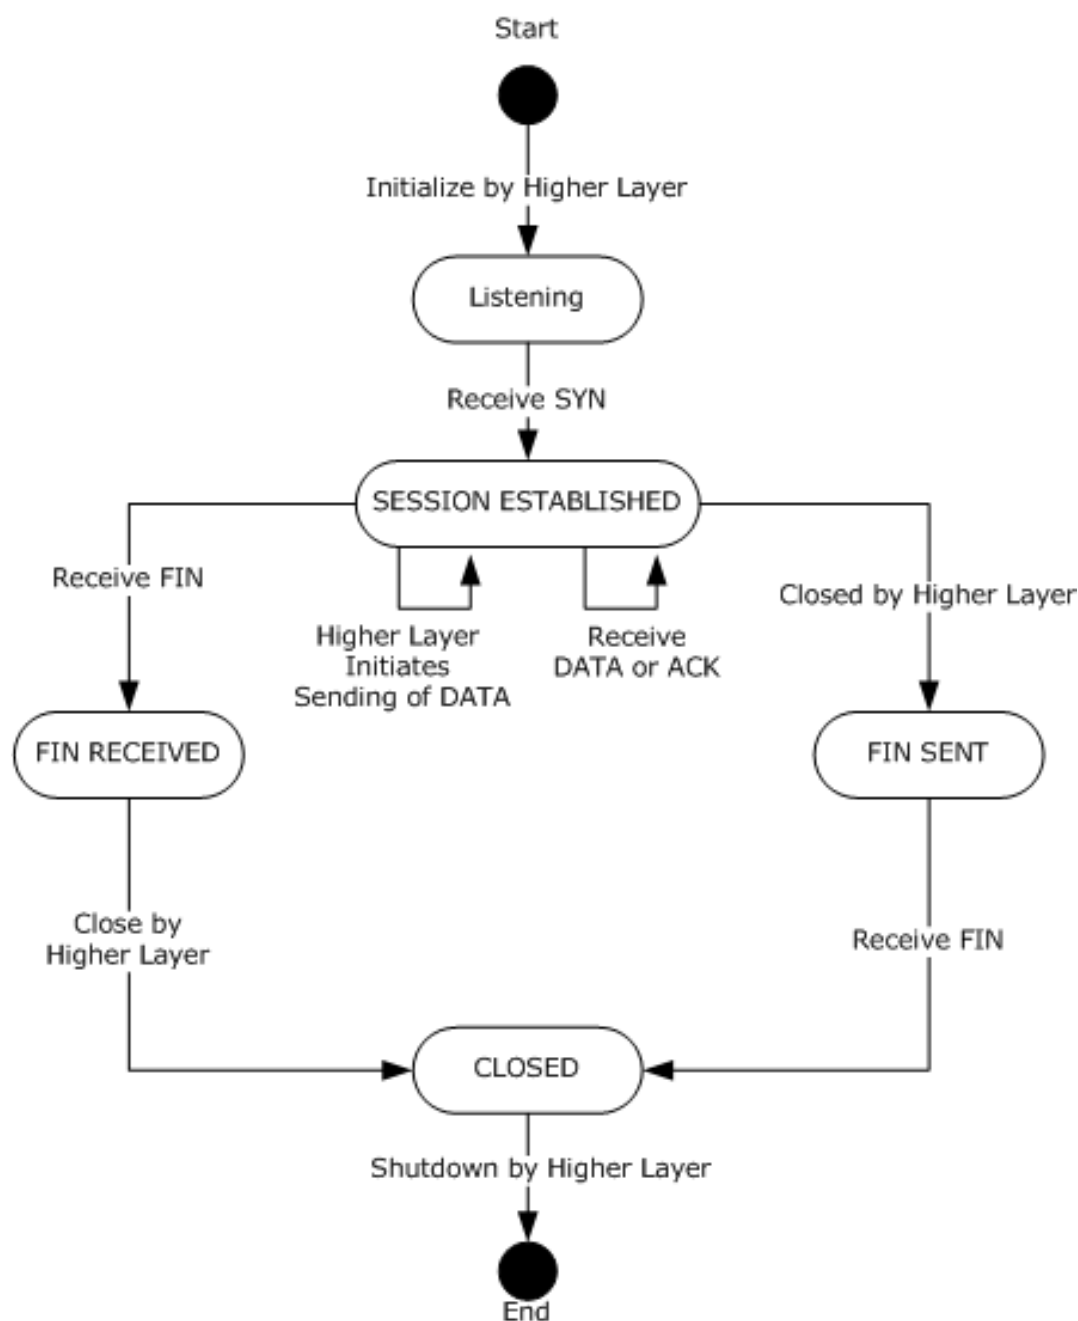 Start
Initialize by Higher Layer
Listening
Receive SYN
SESSION ESTABLISHED
Receive FIN
Closed by Higher Layer
Higher Layer
Initiates
Sending of DATA
Receive
DATA or ACK
FIN RECEIVED
FIN SENT
Close by
Higher Layer
Receive FIN
CLOSED
Shutdown by Higher Layer
End